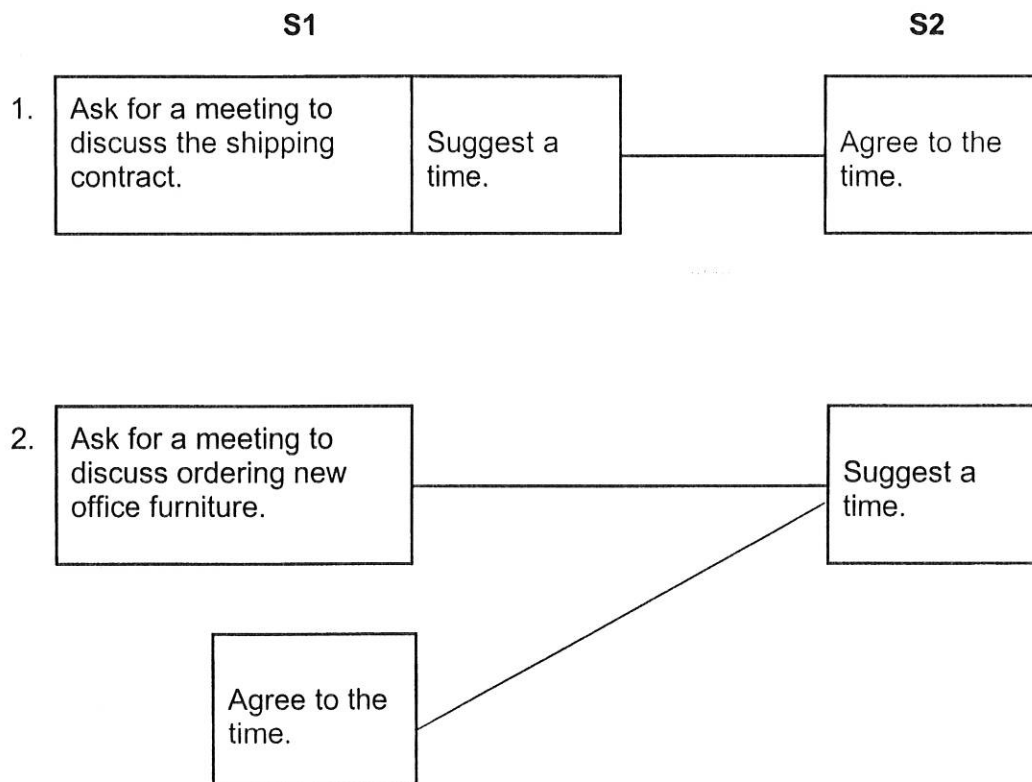 S1
S2
1.
Ask for a meeting to
discuss the shipping
contract.
Suggest a
time.
Agree to the
time.
2.
Ask for a meeting to
discuss ordering new
office furniture.
Suggest a
time.
Agree to the
time.